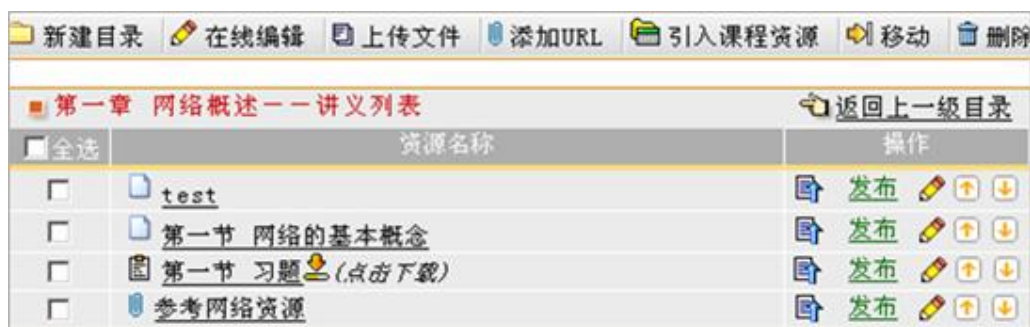 新建目录 在线编辑 上传文件 添加URL 引入课程资源 移动 删除
第一章 网络概述--讲义列表 返回上一级目录
全选 资源名称 操作
test 发布
第一节 网络的基本概念 发布
第一节 习题(点击下载) 发布
参考网络资源 发布